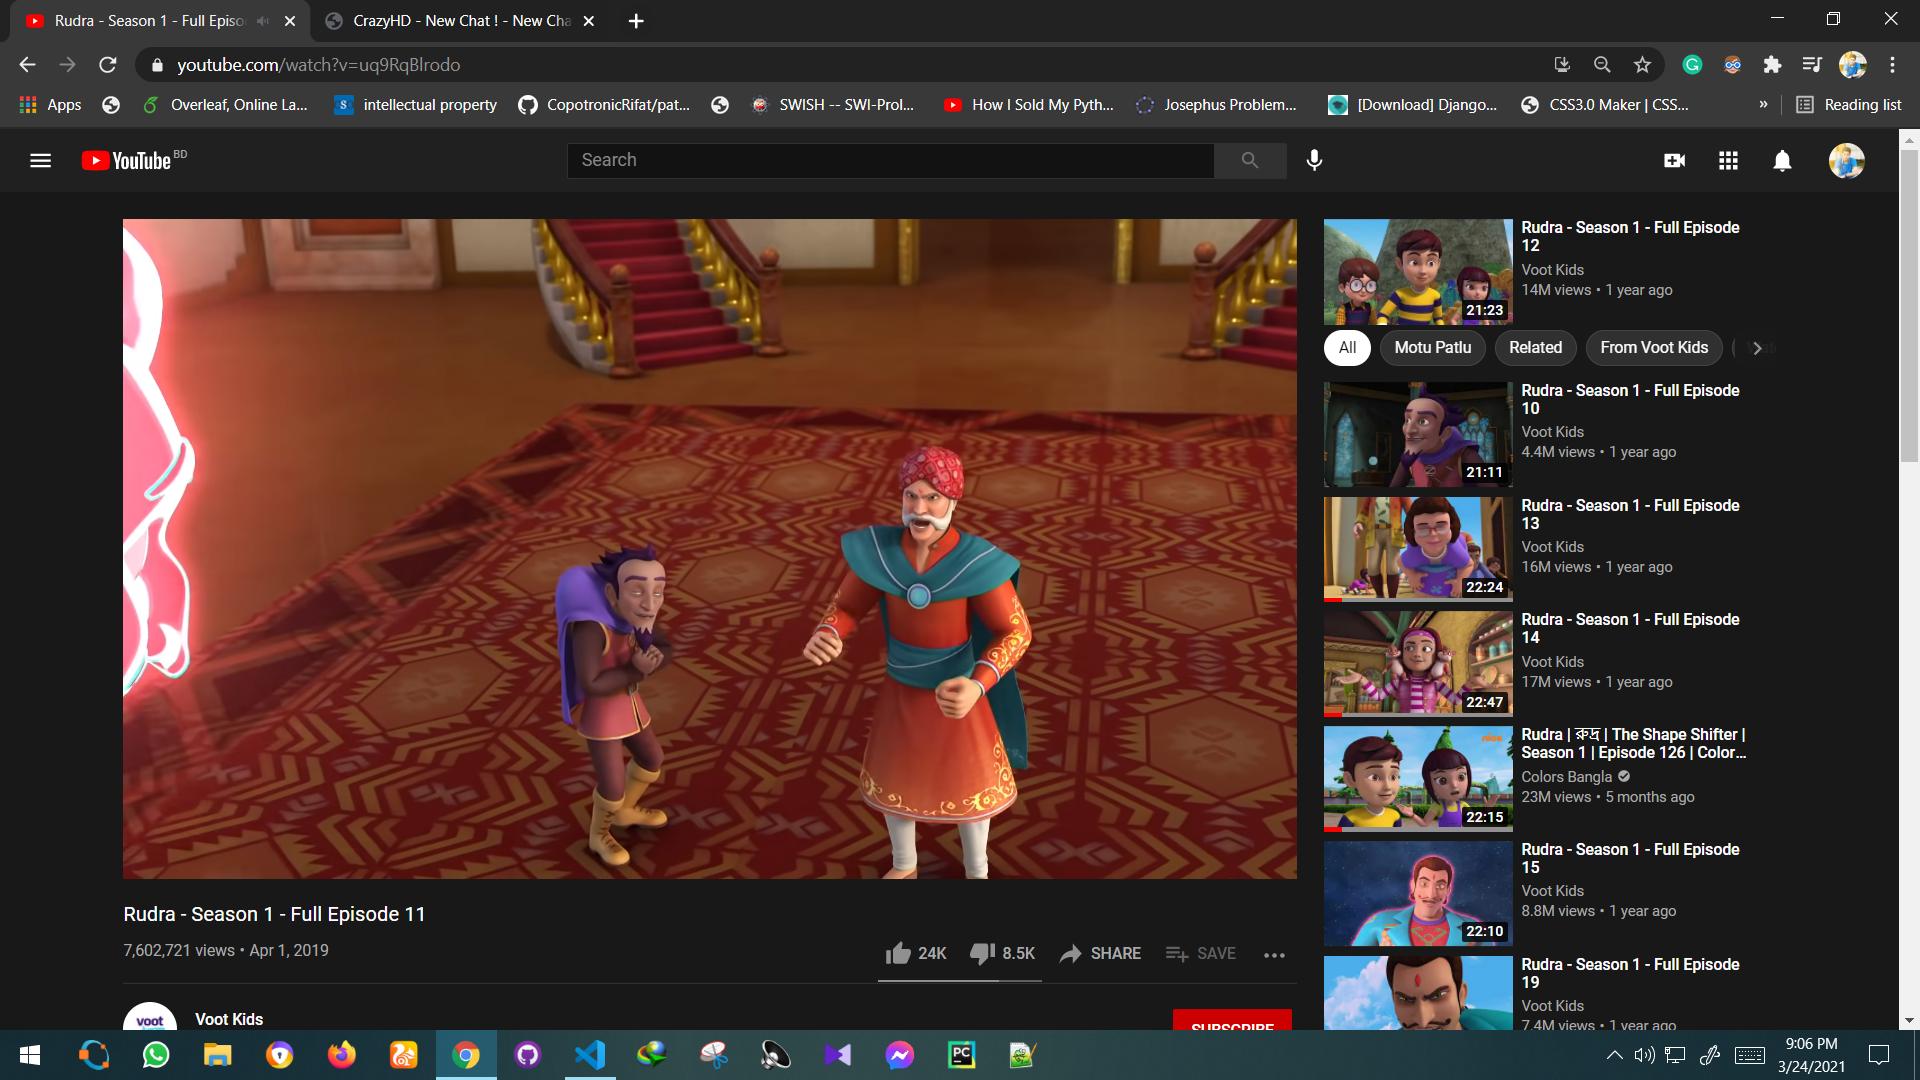 Rudra - Season 1 - Full Episo
CrazyHD - New Chat ! - New Cha
youtube.com/watch?v=uq9RqBlrodo
Apps
Overleaf, Online La...
intellectual property
CopotronicRifat/pat...
SWISH -- SWI-Prol...
How I Sold My Pyth...
Josephus Problem...
[Download] Django...
CSS3.0 Maker | CSS...
»
Reading list
YouTube BD
Search
Rudra - Season 1 - Full Episode
12
Voot Kids
14M views • 1 year ago
21:23
All
Motu Patlu
Related
From Voot Kids
Rudra - Season 1 - Full Episode
10
Voot Kids
4.4M views • 1 year ago
21:11
Rudra - Season 1 - Full Episode
13
Voot Kids
16M views • 1 year ago
22:24
Rudra - Season 1 - Full Episode
14
Voot Kids
17M views • 1 year ago
22:47
Rudra | রুদ্র | The Shape Shifter |
Season 1 | Episode 126 | Color...
Colors Bangla
23M views • 5 months ago
nick
22:15
Rudra - Season 1 - Full Episode
15
Voot Kids
8.8M views • 1 year ago
22:10
Rudra - Season 1 - Full Episode
19
Voot Kids
7.4M views • 1 year ago
Rudra - Season 1 - Full Episode 11
7,602,721 views • Apr 1, 2019
24K
8.5K
SHARE
SAVE
voot
Voot Kids
SUBSCRIBE
PC
9:06 PM
3/24/2021